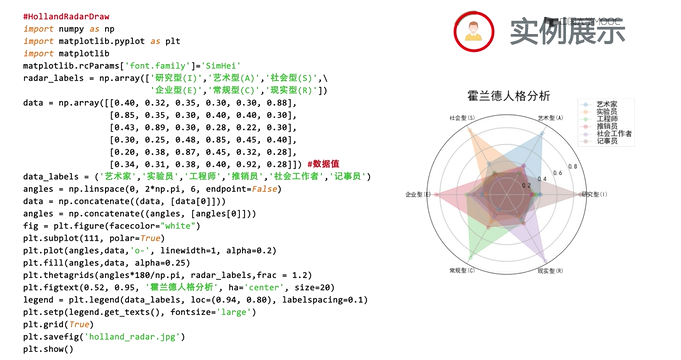 #HollandRadarDraw
import numpy as np
import matplotlib.pyplot as plt
import matplotlib
matplotlib.rcParams['font.family']='SimHei'
radar_labels = np.array(['研究型(I)','艺术型(A)','社会型(S)',\
'企业型(E)','常规型(C)','现实型(R)'])
data = np.array([[0.40, 0.32, 0.35, 0.30, 0.30, 0.88],
[0.85, 0.35, 0.30, 0.40, 0.40, 0.30],
[0.43, 0.89, 0.30, 0.28, 0.22, 0.30],
[0.30, 0.25, 0.48, 0.85, 0.45, 0.40],
[0.20, 0.38, 0.87, 0.45, 0.32, 0.28],
[0.34, 0.31, 0.38, 0.40, 0.92, 0.28]]) #数据值
data_labels = ('艺术家','实验员','工程师','推销员','社会工作者','记事员')
angles = np.linspace(0, 2*np.pi, 6, endpoint=False)
data = np.concatenate((data, [data[0]]))
angles = np.concatenate((angles, [angles[0]]))
fig = plt.figure(facecolor="white")
plt.subplot(111, polar=True)
plt.plot(angles,data,'o-', linewidth=1, alpha=0.2)
plt.fill(angles,data, alpha=0.25)
plt.thetagrids(angles*180/np.pi, radar_labels,frac = 1.2)
plt.figtext(0.52, 0.95, '霍兰德人格分析', ha='center', size=20)
legend = plt.legend(data_labels, loc=(0.94, 0.80), labelspacing=0.1)
plt.setp(legend.get_texts(), fontsize='large')
plt.grid(True)
plt.savefig('holland_radar.jpg')
plt.show()
实例展示
霍兰德人格分析
艺术家
实验员
工程师
推销员
社会工作者
记事员
社会型(S)
艺术型(A)
0.8
0.6
0.4
0.2
企业型(E)
研究型(I)
常规型(C)
现实型(R)